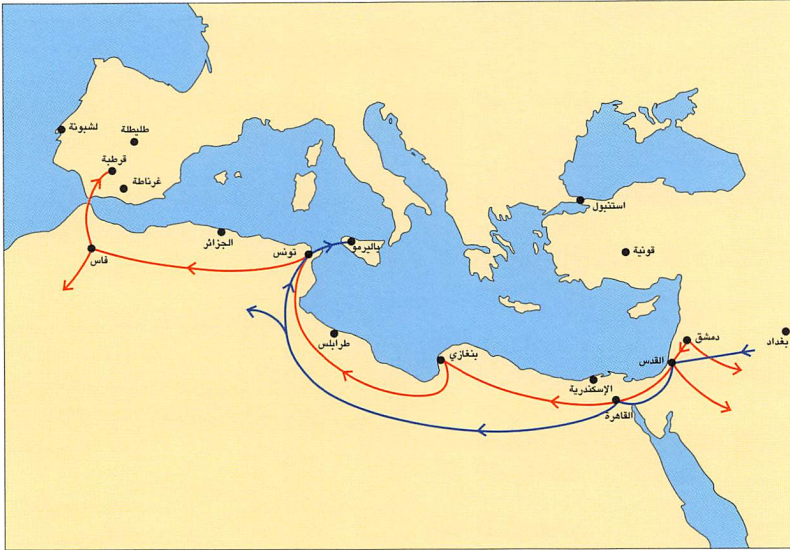 لشبونة
طليطلة
قرطبة
غرناطة
استنبول
الجزائر
باليرمو
قونية
تونس
فاس
طرابلس
دمشق
بغداد
بنغازي
القدس
الإسكندرية
القاهرة